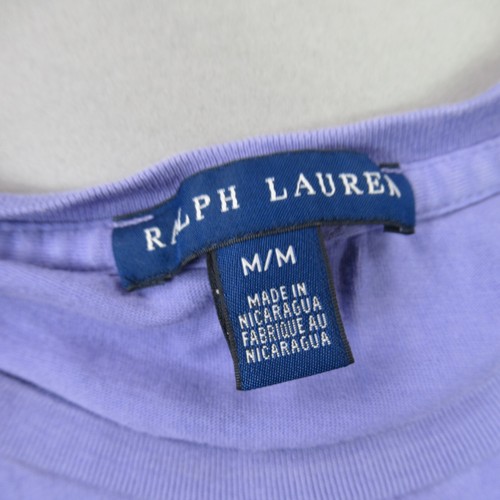 RALPH LAUREN
M/M
MADE IN
NICARAGUA
FABRIQUE AU
NICARAGUA